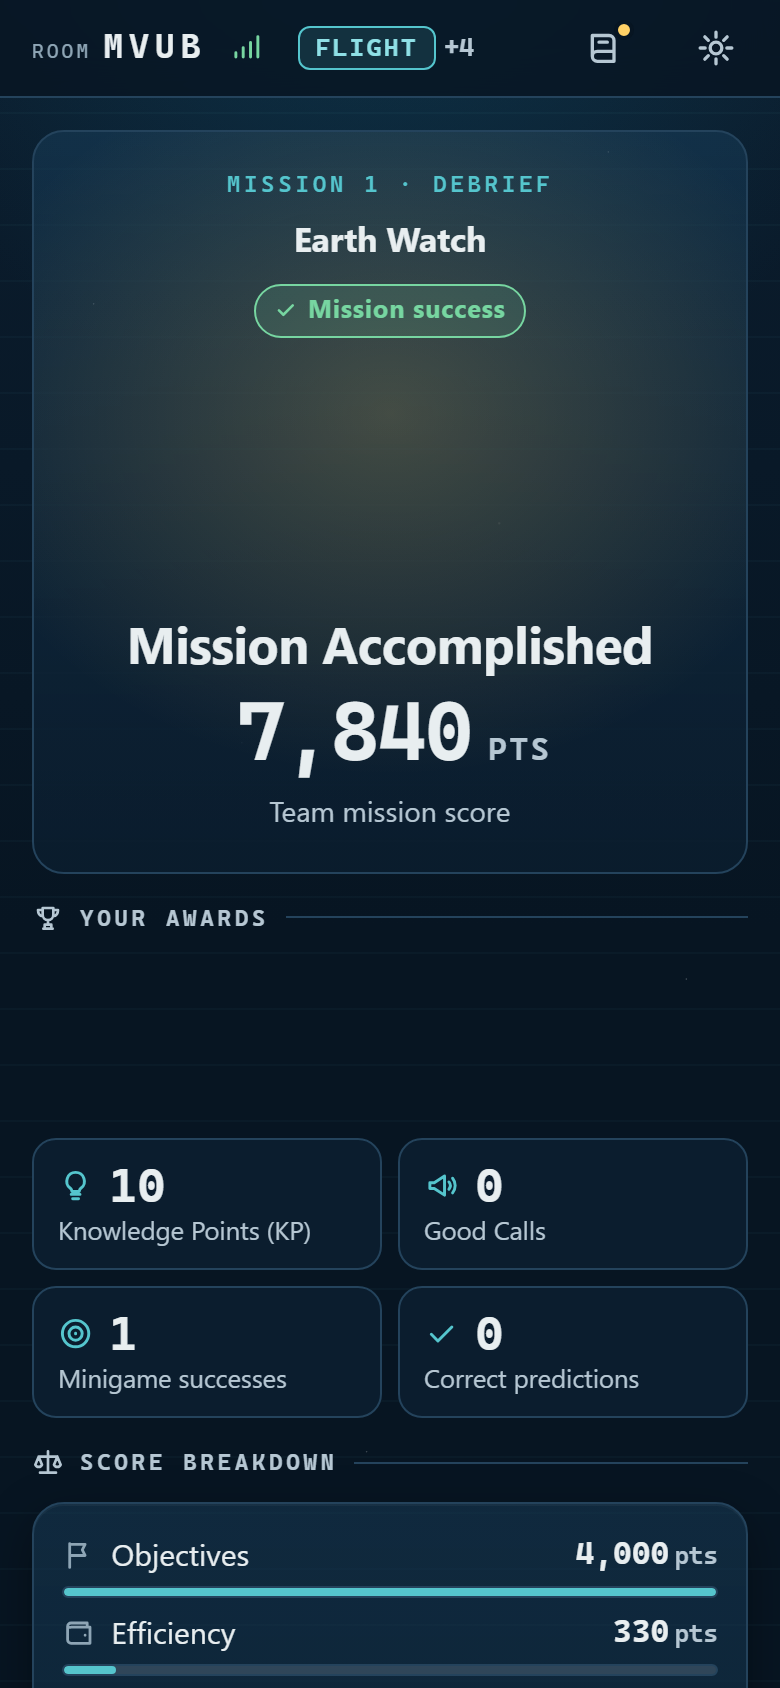 ROOM MVUB FLIGHT +4
MISSION 1 · DEBRIEF
Earth Watch
Mission success
Mission Accomplished
7,840 PTS
Team mission score
YOUR AWARDS
10
Knowledge Points (KP)
0
Good Calls
1
Minigame successes
0
Correct predictions
SCORE BREAKDOWN
Objectives 4,000 pts
Efficiency 330 pts